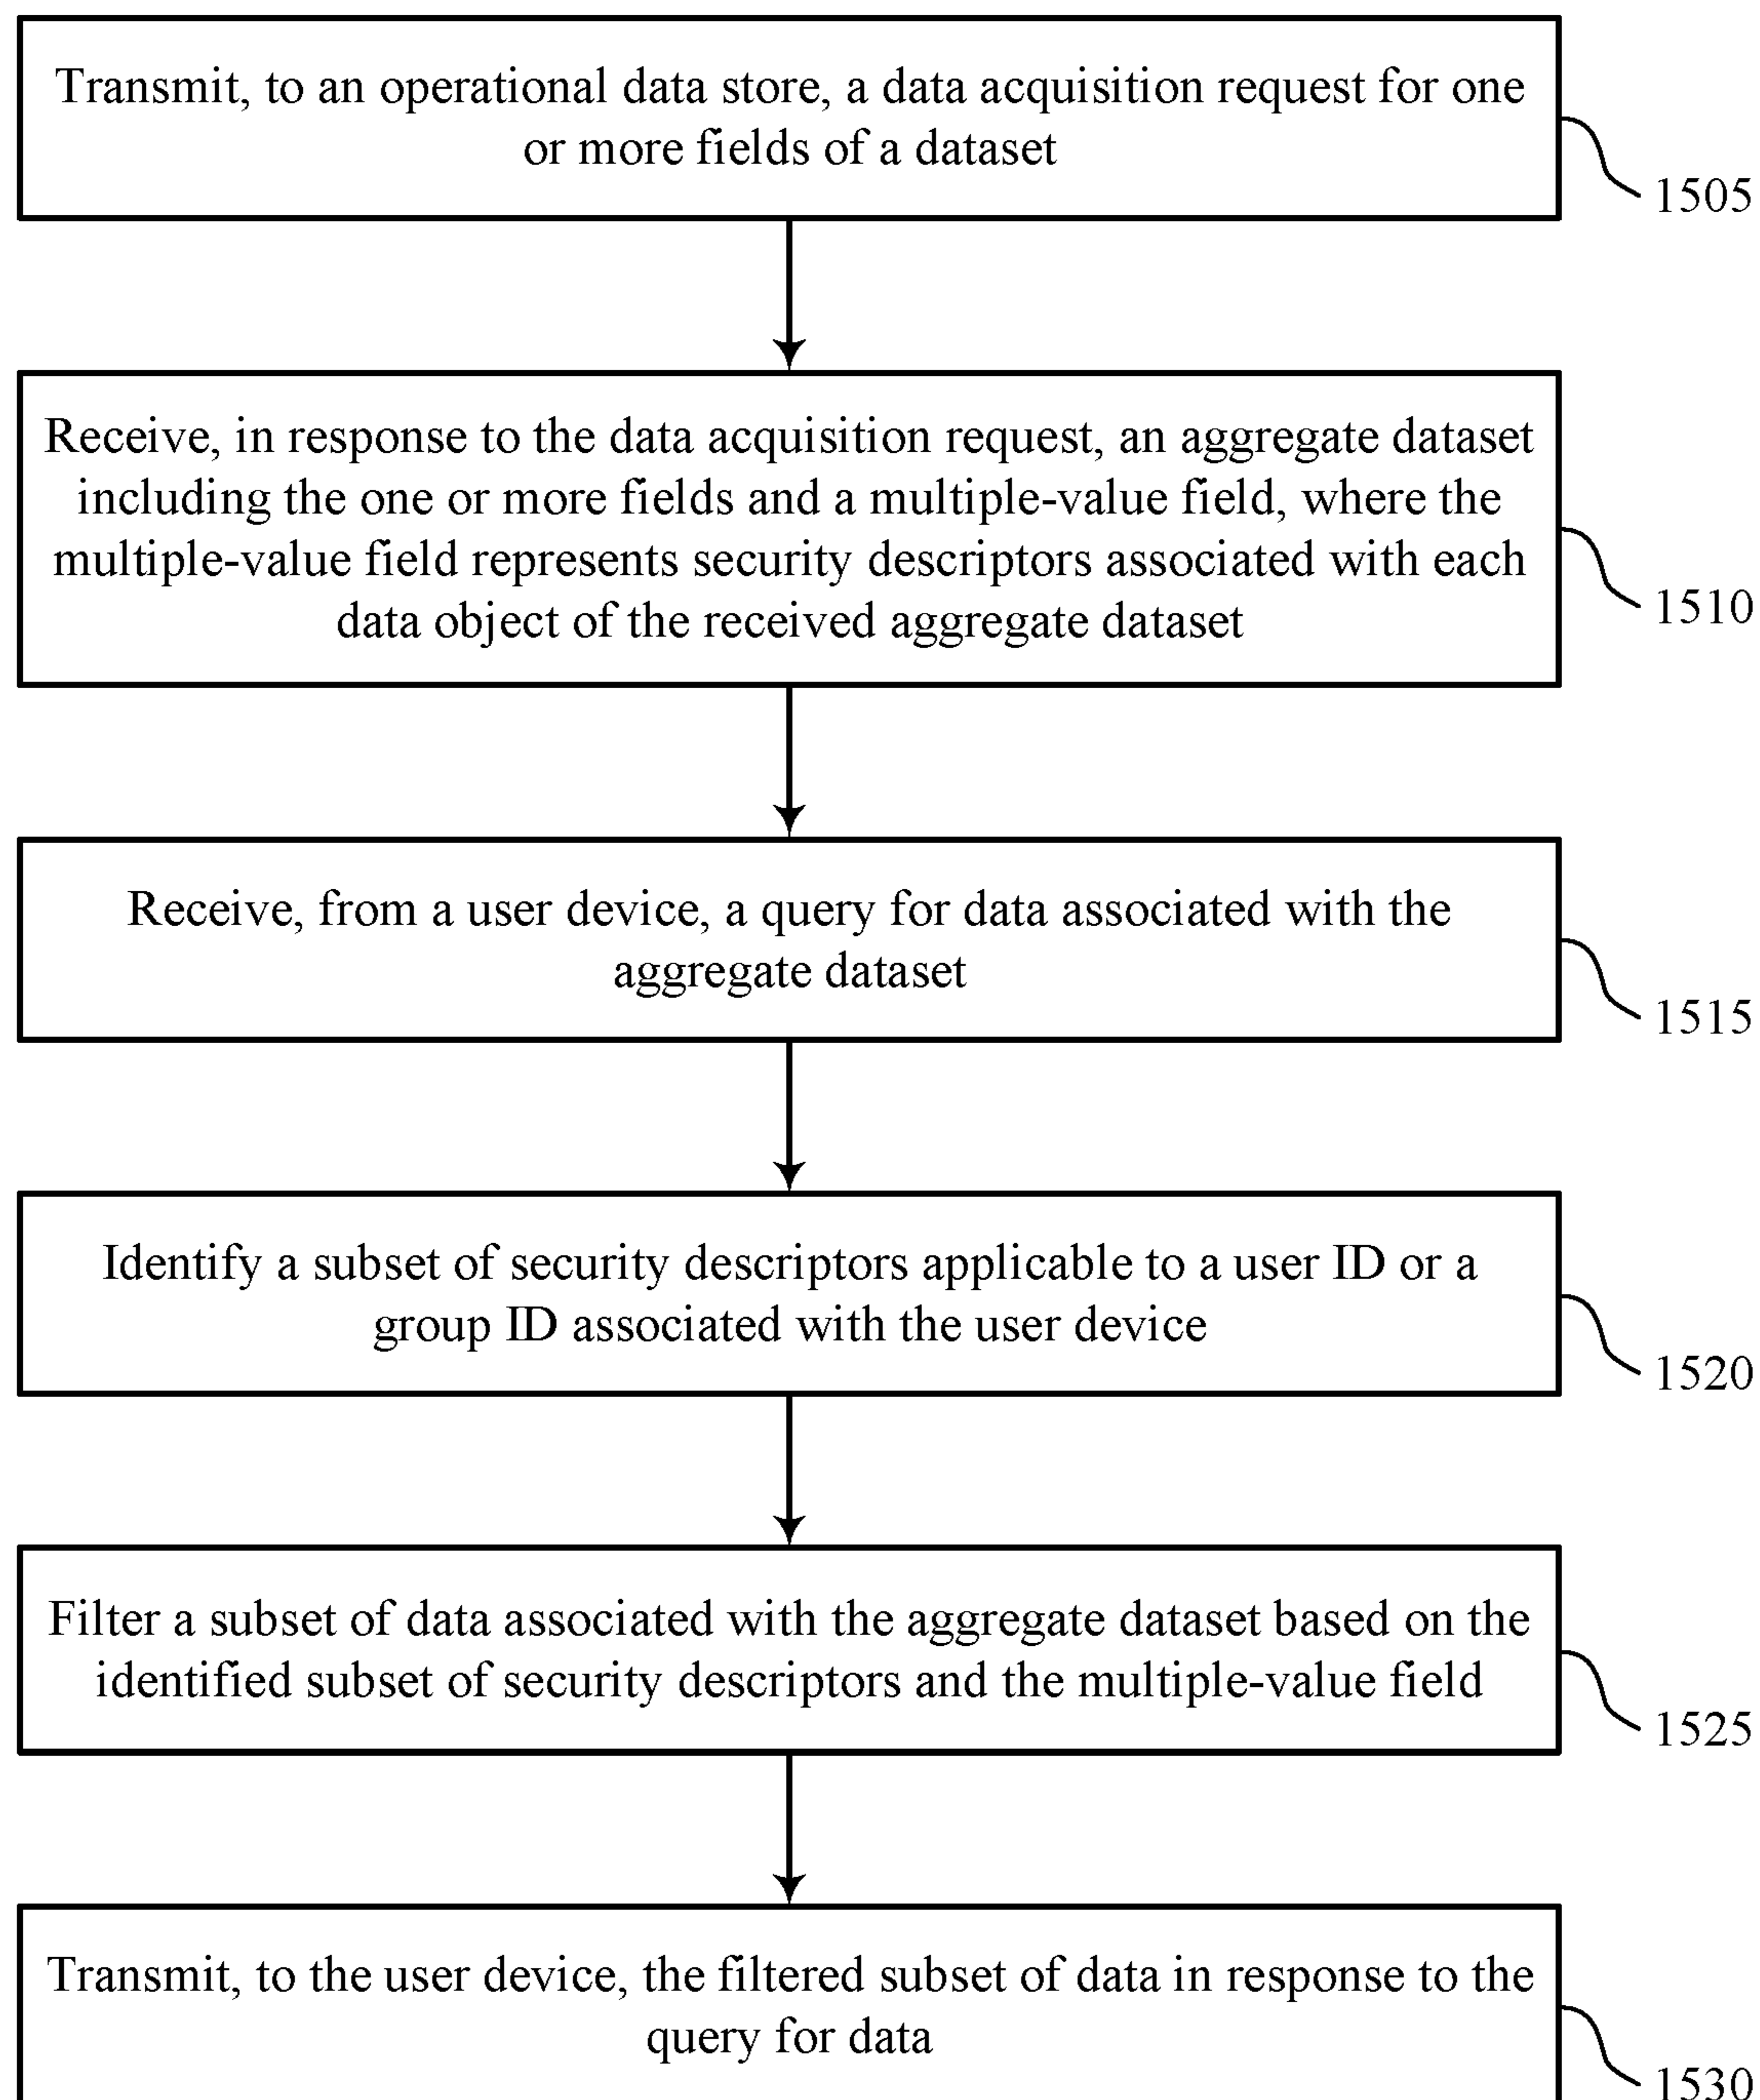 Transmit, to an operational data store, a data acquisition request for one
or more fields of a dataset
1505
Receive, in response to the data acquisition request, an aggregate dataset
including the one or more fields and a multiple-value field, where the
multiple-value field represents security descriptors associated with each
data object of the received aggregate dataset
1510
Receive, from a user device, a query for data associated with the
aggregate dataset
1515
Identify a subset of security descriptors applicable to a user ID or a
group ID associated with the user device
1520
Filter a subset of data associated with the aggregate dataset based on the
identified subset of security descriptors and the multiple-value field
1525
Transmit, to the user device, the filtered subset of data in response to the
query for data
1530